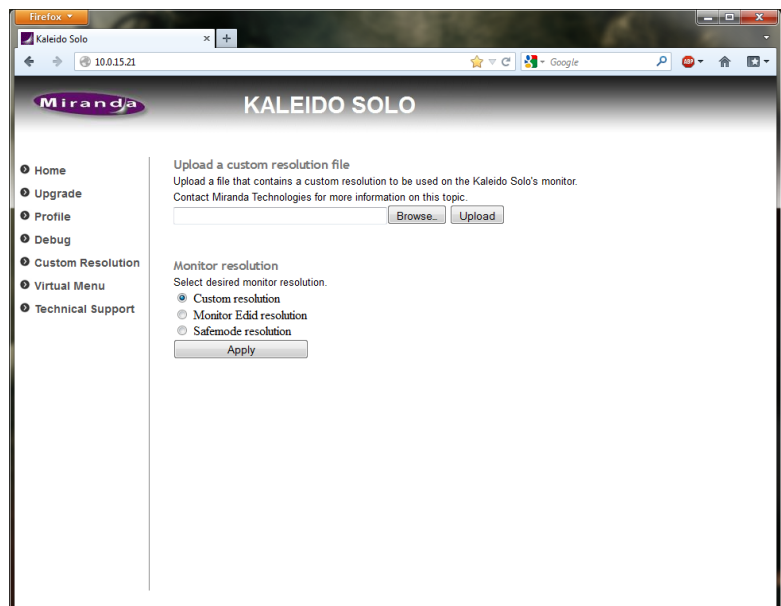 Firefox
Kaleido Solo
10.0.15.21
Google
ABP
Miranda
KALEIDO SOLO
Home
Upgrade
Profile
Debug
Custom Resolution
Virtual Menu
Technical Support
Upload a custom resolution file
Upload a file that contains a custom resolution to be used on the Kaleido Solo's monitor.
Contact Miranda Technologies for more information on this topic.
Browse... Upload
Monitor resolution
Select desired monitor resolution.
Custom resolution
Monitor Edid resolution
Safemode resolution
Apply